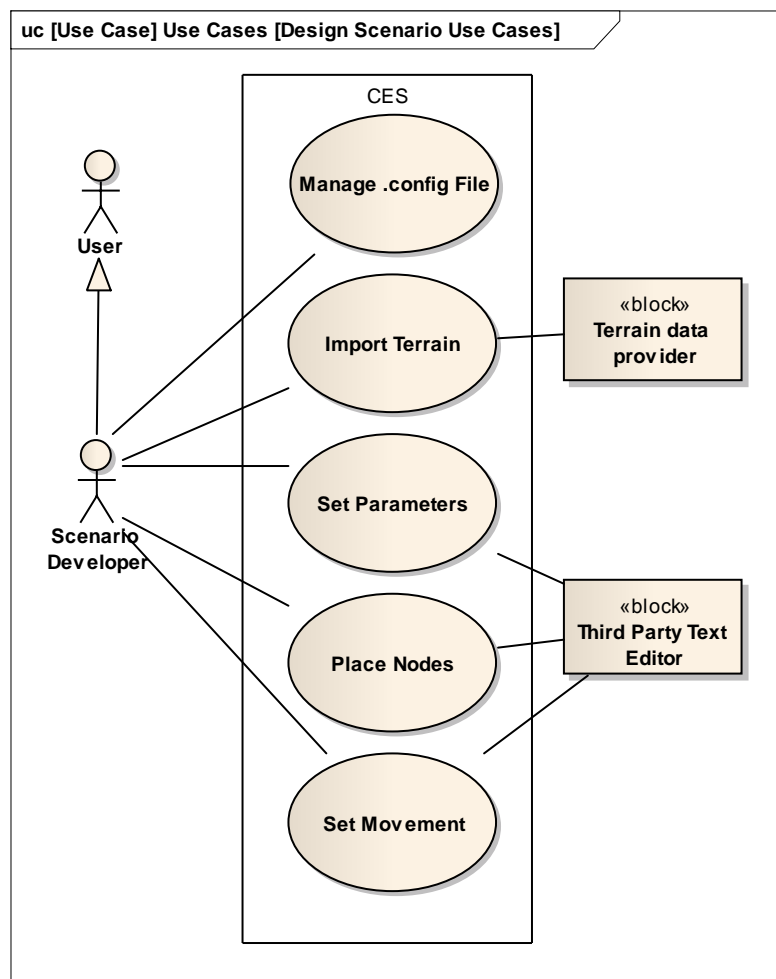 uc [Use Case] Use Cases [Design Scenario Use Cases]
CES
Manage .config File
User
Import Terrain
«block»
Terrain data
provider
Scenario
Developer
Set Parameters
«block»
Third Party Text
Editor
Place Nodes
Set Movement